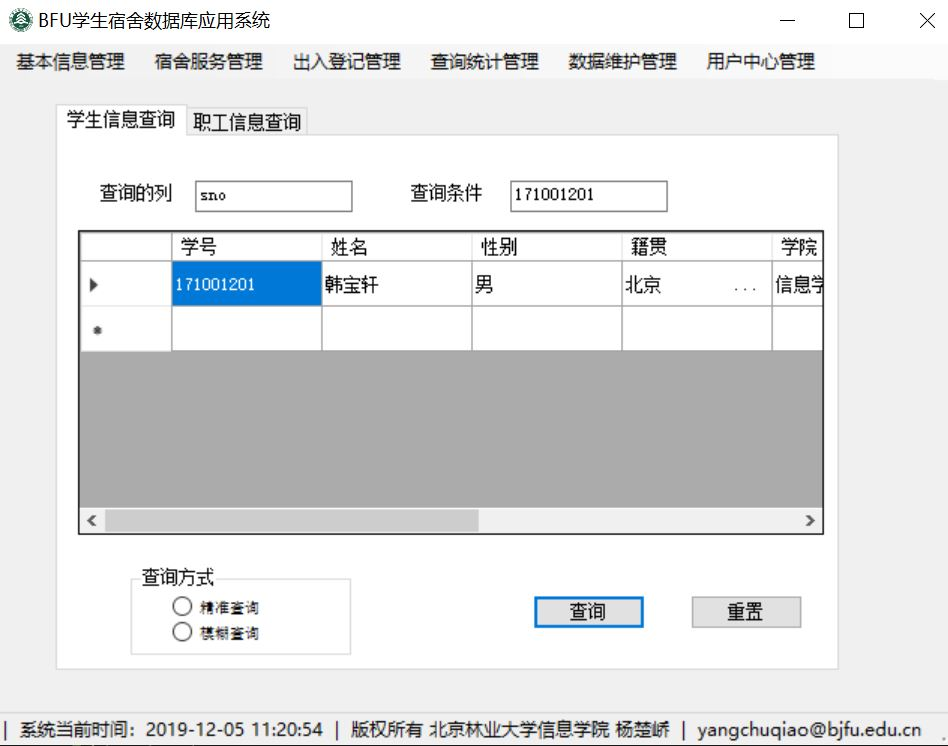 BFU学生宿舍数据库应用系统
基本信息管理 宿舍服务管理 出入登记管理 查询统计管理 数据维护管理 用户中心管理
学生信息查询 职工信息查询
查询的列 sno 查询条件 171001201
学号 姓名 性别 籍贯 学院
171001201 韩宝轩 男 北京 ... 信息学
查询方式
精准查询
模糊查询
查询 重置
| 系统当前时间：2019-12-05 11:20:54 | 版权所有 北京林业大学信息学院 杨楚峤 | yangchuqiao@bjfu.edu.cn